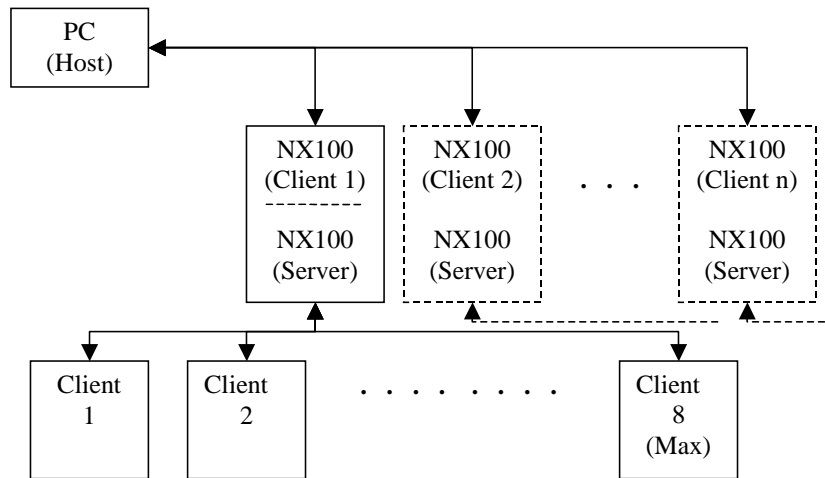 PC
(Host)
NX100
(Client 1)
NX100
(Server)
NX100
(Client 2)
NX100
(Server)
. . .
NX100
(Client n)
NX100
(Server)
Client
1
Client
2
. . . . . . . . .
Client
8
(Max)